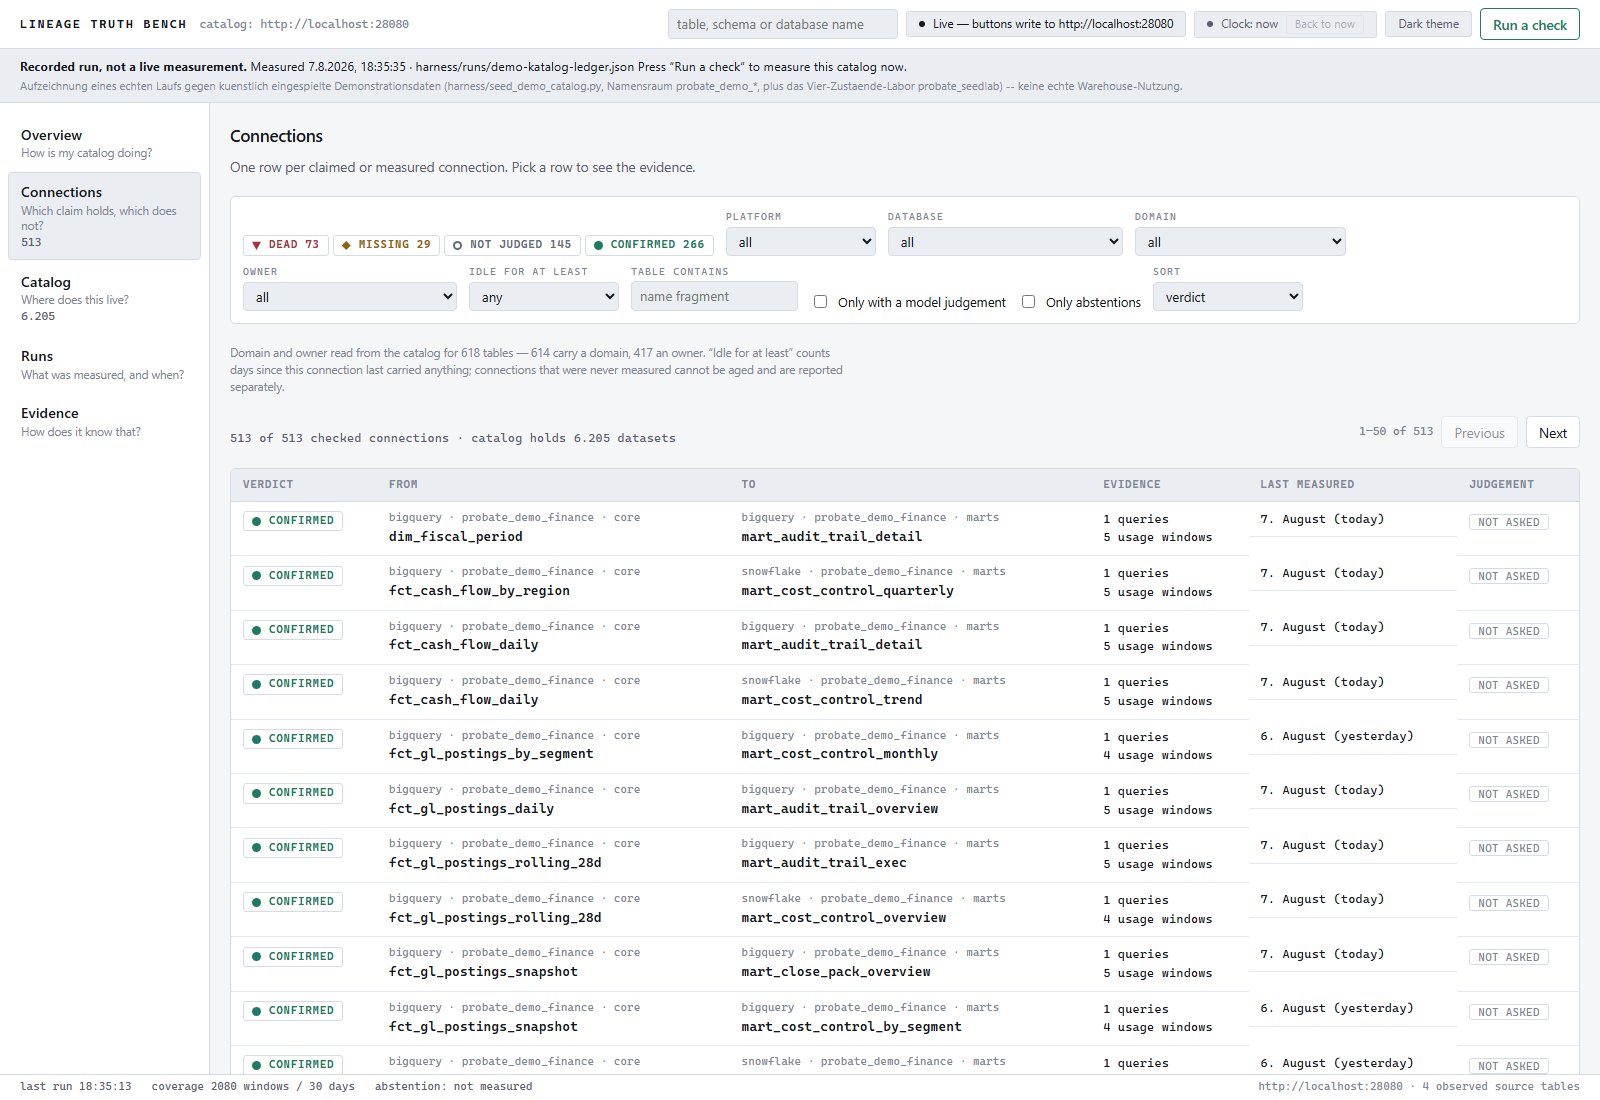 LINEAGE TRUTH BENCH catalog: http://localhost:28080 table, schema or database name Live — buttons write to http://localhost:28080 Clock: now Back to now Dark theme Run a check
Recorded run, not a live measurement. Measured 7.8.2026, 18:35:35 · harness/runs/demo-katalog-ledger.json Press "Run a check" to measure this catalog now.
Aufzeichnung eines echten Laufs gegen kuenstlich eingespielte Demonstrationsdaten (harness/seed_demo_catalog.py, Namensraum probate_demo_*, plus das Vier-Zustaende-Labor probate_seedlab) -- keine echte Warehouse-Nutzung.
Overview
How is my catalog doing?
Connections
Which claim holds, which does
not?
513
Catalog
Where does this live?
6.205
Runs
What was measured, and when?
Evidence
How does it know that?
Connections
One row per claimed or measured connection. Pick a row to see the evidence.
PLATFORM DATABASE DOMAIN
DEAD 73 MISSING 29 NOT JUDGED 145 CONFIRMED 266 all all all
OWNER IDLE FOR AT LEAST TABLE CONTAINS SORT
all any name fragment Only with a model judgement Only abstentions verdict
Domain and owner read from the catalog for 618 tables — 614 carry a domain, 417 an owner. "Idle for at least" counts
days since this connection last carried anything; connections that were never measured cannot be aged and are reported
separately.
513 of 513 checked connections · catalog holds 6.205 datasets 1–50 of 513 Previous Next
VERDICT FROM TO EVIDENCE LAST MEASURED JUDGEMENT
CONFIRMED bigquery · probate_demo_finance · core bigquery · probate_demo_finance · marts 1 queries 7. August (today) NOT ASKED
dim_fiscal_period mart_audit_trail_detail 5 usage windows
CONFIRMED bigquery · probate_demo_finance · core snowflake · probate_demo_finance · marts 1 queries 7. August (today) NOT ASKED
fct_cash_flow_by_region mart_cost_control_quarterly 5 usage windows
CONFIRMED bigquery · probate_demo_finance · core bigquery · probate_demo_finance · marts 1 queries 7. August (today) NOT ASKED
fct_cash_flow_daily mart_audit_trail_detail 5 usage windows
CONFIRMED bigquery · probate_demo_finance · core snowflake · probate_demo_finance · marts 1 queries 7. August (today) NOT ASKED
fct_cash_flow_daily mart_cost_control_trend 5 usage windows
CONFIRMED bigquery · probate_demo_finance · core bigquery · probate_demo_finance · marts 1 queries 6. August (yesterday) NOT ASKED
fct_gl_postings_by_segment mart_cost_control_monthly 4 usage windows
CONFIRMED bigquery · probate_demo_finance · core bigquery · probate_demo_finance · marts 1 queries 7. August (today) NOT ASKED
fct_gl_postings_daily mart_audit_trail_overview 5 usage windows
CONFIRMED bigquery · probate_demo_finance · core bigquery · probate_demo_finance · marts 1 queries 7. August (today) NOT ASKED
fct_gl_postings_rolling_28d mart_audit_trail_exec 5 usage windows
CONFIRMED bigquery · probate_demo_finance · core snowflake · probate_demo_finance · marts 1 queries 7. August (today) NOT ASKED
fct_gl_postings_rolling_28d mart_cost_control_overview 4 usage windows
CONFIRMED bigquery · probate_demo_finance · core bigquery · probate_demo_finance · marts 1 queries 7. August (today) NOT ASKED
fct_gl_postings_snapshot mart_close_pack_overview 5 usage windows
CONFIRMED bigquery · probate_demo_finance · core bigquery · probate_demo_finance · marts 1 queries 6. August (yesterday) NOT ASKED
fct_gl_postings_snapshot mart_cost_control_by_segment 4 usage windows
CONFIRMED bigquery · probate_demo_finance · core snowflake · probate_demo_finance · marts 1 queries 6. August (yesterday) NOT ASKED
last run 18:35:13 coverage 2080 windows / 30 days abstention: not measured http://localhost:28080 · 4 observed source tables